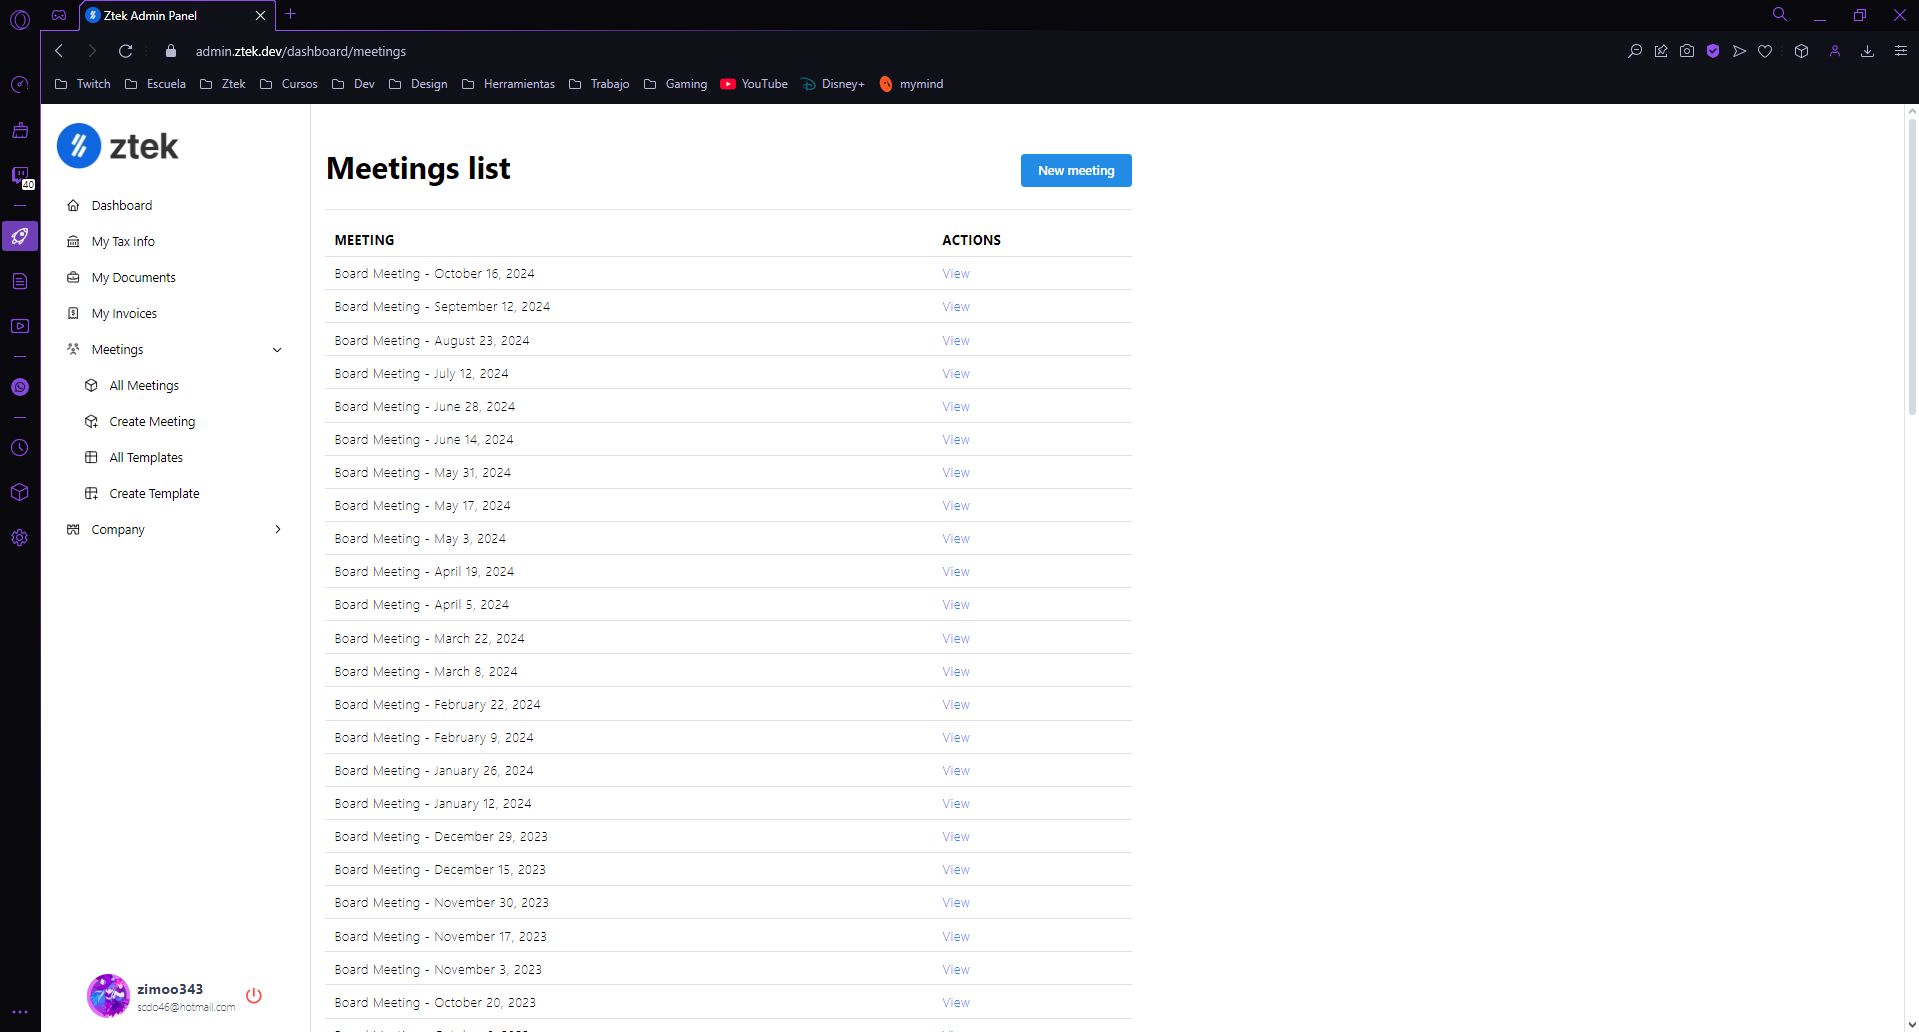 Ztek Admin Panel
admin.ztek.dev/dashboard/meetings
Twitch Escuela Ztek Cursos Dev Design Herramientas Trabajo Gaming YouTube Disney+ mymind
40
ztek
Dashboard
My Tax Info
My Documents
My Invoices
Meetings
All Meetings
Create Meeting
All Templates
Create Template
Company
zimoo343
scdo46@hotmail.com
Meetings list
New meeting
MEETING ACTIONS
Board Meeting - October 16, 2024 View
Board Meeting - September 12, 2024 View
Board Meeting - August 23, 2024 View
Board Meeting - July 12, 2024 View
Board Meeting - June 28, 2024 View
Board Meeting - June 14, 2024 View
Board Meeting - May 31, 2024 View
Board Meeting - May 17, 2024 View
Board Meeting - May 3, 2024 View
Board Meeting - April 19, 2024 View
Board Meeting - April 5, 2024 View
Board Meeting - March 22, 2024 View
Board Meeting - March 8, 2024 View
Board Meeting - February 22, 2024 View
Board Meeting - February 9, 2024 View
Board Meeting - January 26, 2024 View
Board Meeting - January 12, 2024 View
Board Meeting - December 29, 2023 View
Board Meeting - December 15, 2023 View
Board Meeting - November 30, 2023 View
Board Meeting - November 17, 2023 View
Board Meeting - November 3, 2023 View
Board Meeting - October 20, 2023 View